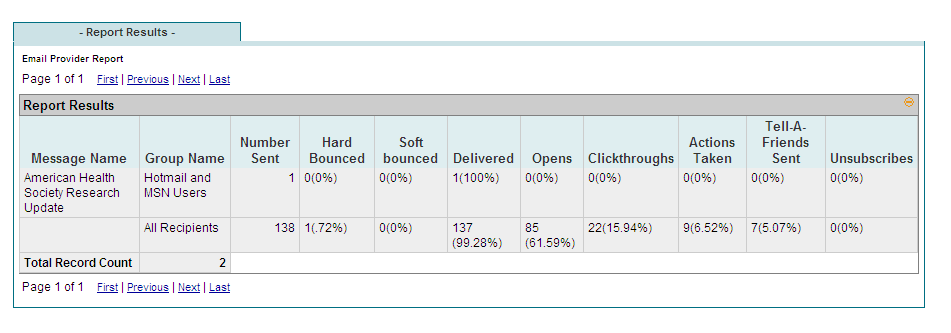 - Report Results -
Email Provider Report
Page 1 of 1 First | Previous | Next | Last
Report Results
Message Name Group Name Number Sent Hard Bounced Soft bounced Delivered Opens Clickthroughs Actions Taken Tell-A-Friends Sent Unsubscribes
American Health Society Research Update Hotmail and MSN Users 1 0(0%) 0(0%) 1(100%) 0(0%) 0(0%) 0(0%) 0(0%) 0(0%)
All Recipients 138 1(.72%) 0(0%) 137 (99.28%) 85 (61.59%) 22(15.94%) 9(6.52%) 7(5.07%) 0(0%)
Total Record Count 2
Page 1 of 1 First | Previous | Next | Last